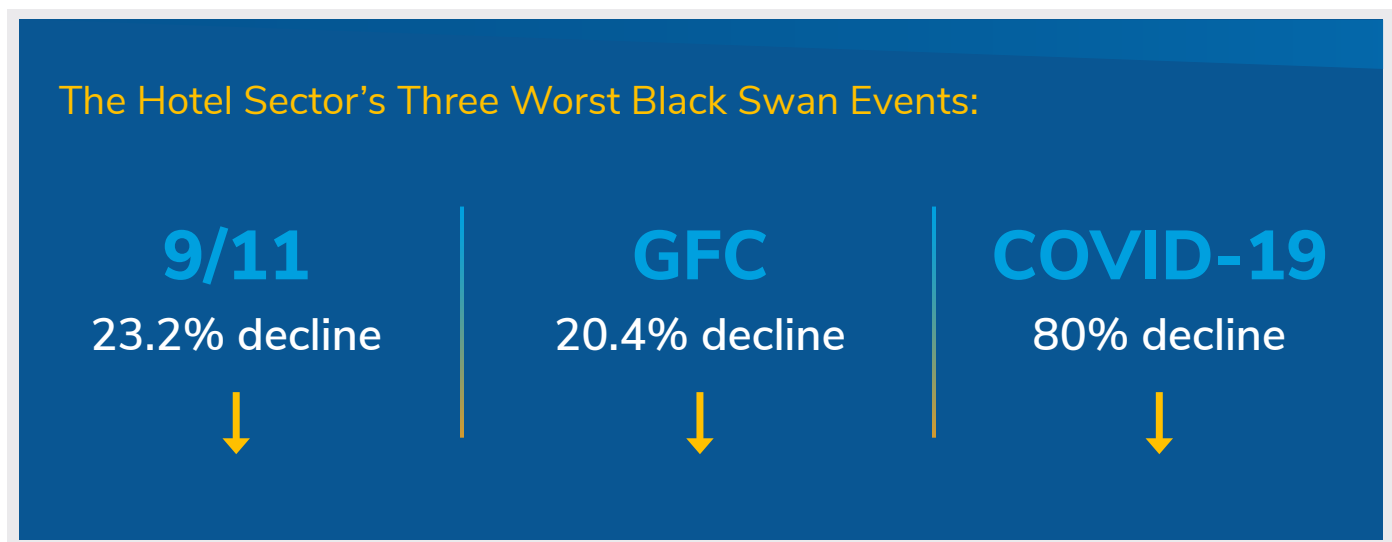 The Hotel Sector’s Three Worst Black Swan Events:
9/11
23.2% decline
GFC
20.4% decline
COVID-19
80% decline